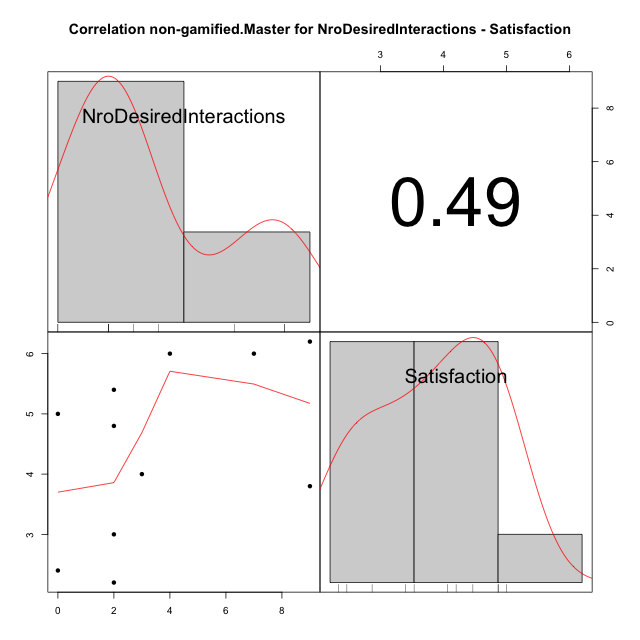 Correlation non-gamified.Master for NroDesiredInteractions - Satisfaction
3 4 5 6
NroDesiredInteractions
0.49
8
6
4
2
0
6
5
4
3
Satisfaction
0 2 4 6 8